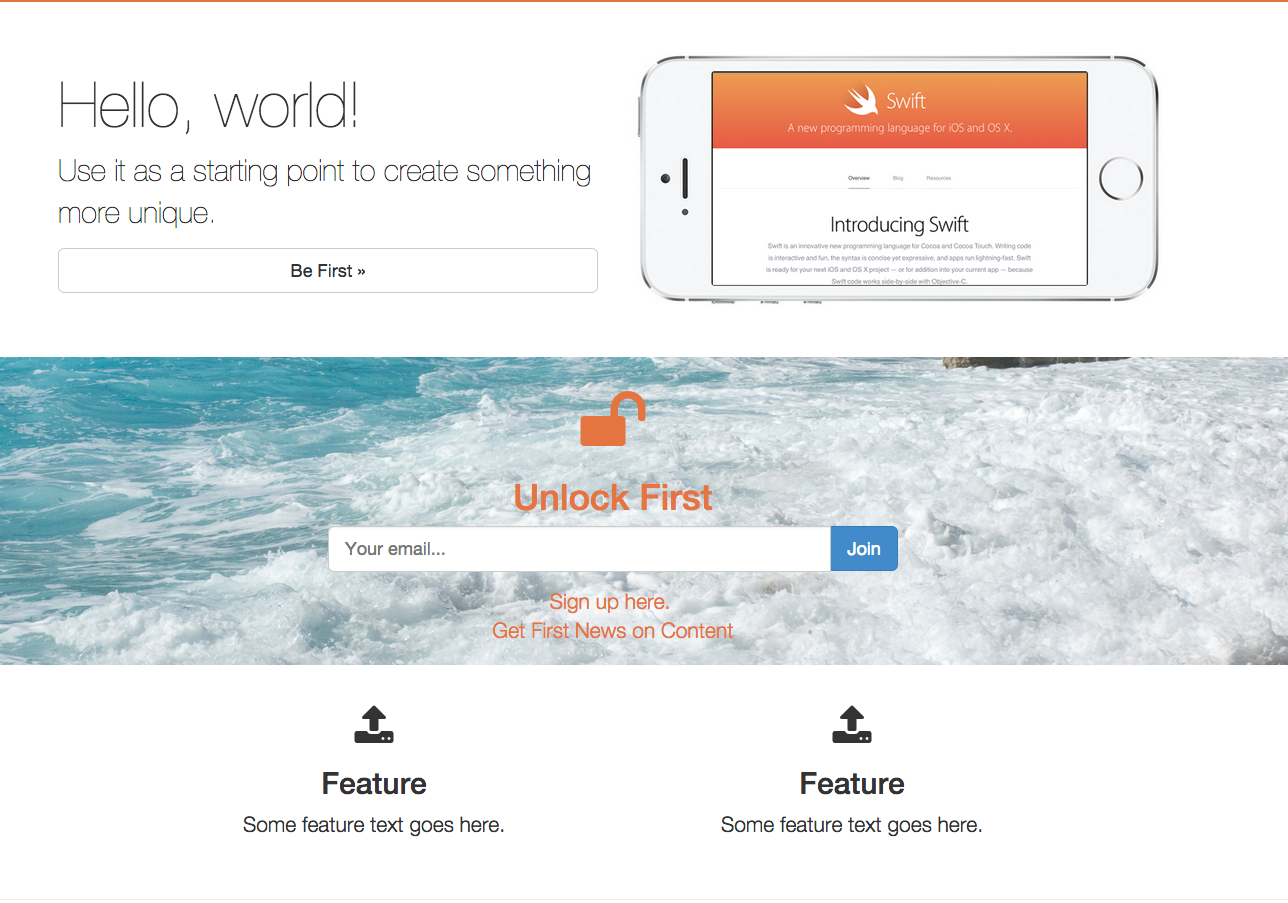 Hello, world!
Use it as a starting point to create something
more unique.
Be First »
Swift
A new programming language for iOS and OS X.
Overview Blog Resources
Introducing Swift
Swift is an innovative new programming language for Cocoa and Cocoa Touch. Writing code
is interactive and fun, the syntax is concise yet expressive, and apps run lightning-fast. Swift
is ready for your next iOS and OS X project — or for addition into your current app — because
Swift code works side-by-side with Objective-C.
Unlock First
Your email...
Join
Sign up here.
Get First News on Content
Feature
Some feature text goes here.
Feature
Some feature text goes here.